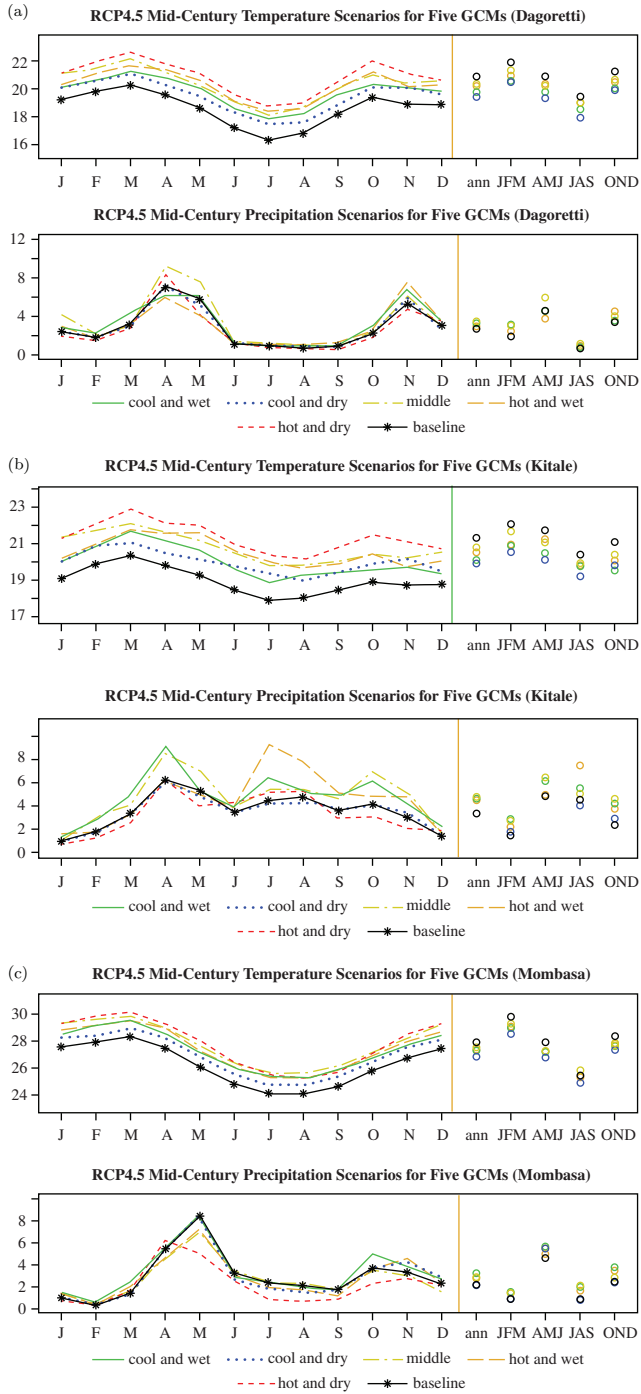 (a)
RCP4.5 Mid-Century Temperature Scenarios for Five GCMs (Dagoretti)
22
20
18
16
J F M A M J J A S O N D ann JFM AMJ JAS OND
RCP4.5 Mid-Century Precipitation Scenarios for Five GCMs (Dagoretti)
12
8
4
0
J F M A M J J A S O N D ann JFM AMJ JAS OND
cool and wet cool and dry middle hot and wet
hot and dry baseline
(b)
RCP4.5 Mid-Century Temperature Scenarios for Five GCMs (Kitale)
23
21
19
17
J F M A M J J A S O N D ann JFM AMJ JAS OND
RCP4.5 Mid-Century Precipitation Scenarios for Five GCMs (Kitale)
8
6
4
2
0
J F M A M J J A S O N D ann JFM AMJ JAS OND
cool and wet cool and dry middle hot and wet
hot and dry baseline
(c)
RCP4.5 Mid-Century Temperature Scenarios for Five GCMs (Mombasa)
30
28
26
24
J F M A M J J A S O N D ann JFM AMJ JAS OND
RCP4.5 Mid-Century Precipitation Scenarios for Five GCMs (Mombasa)
8
6
4
2
0
J F M A M J J A S O N D ann JFM AMJ JAS OND
cool and wet cool and dry middle hot and wet
hot and dry baseline